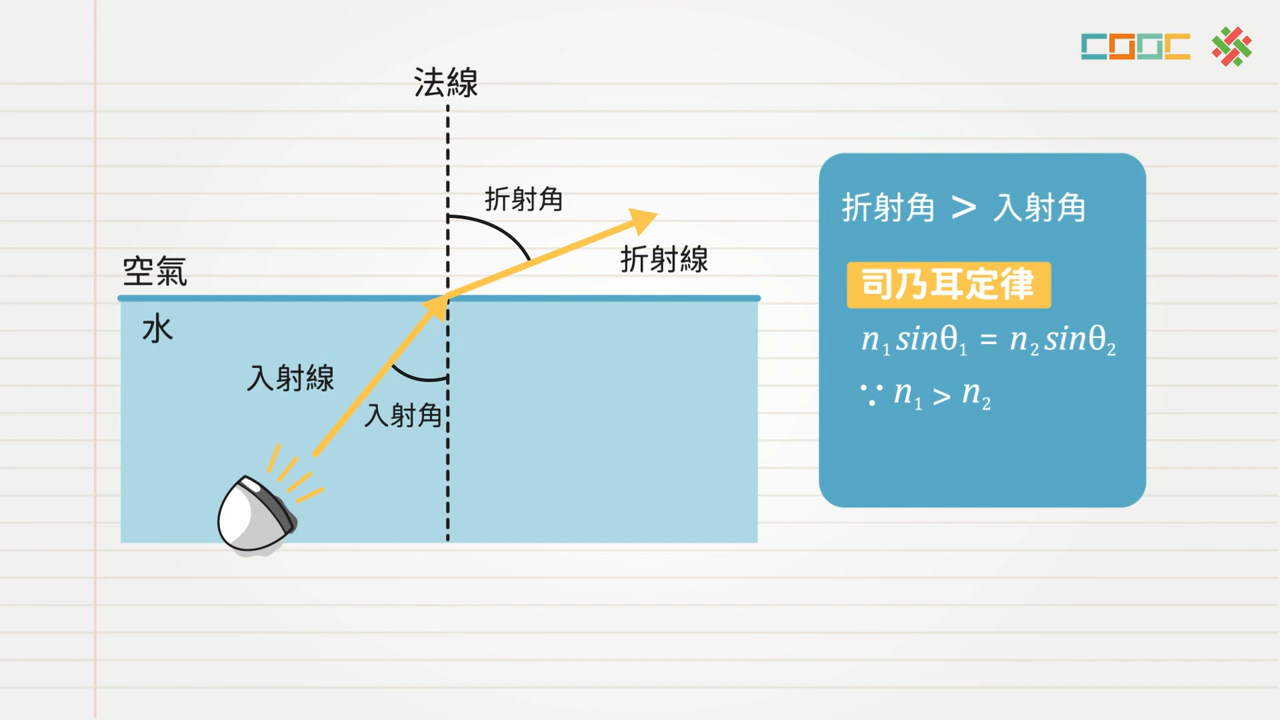 COOC
法線
折射角
折射線
空氣
水
入射線
入射角
折射角 > 入射角
司乃耳定律
n₁sinθ₁ = n₂sinθ₂
∵ n₁ > n₂